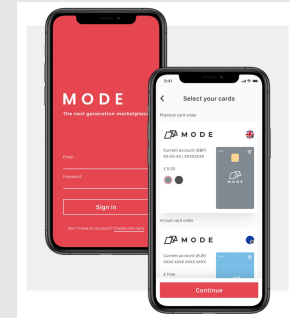 MODE
The next generation marketplace
Email
Password
Sign in
Don't have an account? Create one here
9:41
Select your cards
Physical card order
MODE
Current account (GBP)
XX-XX-XX | XXXXXXXX
£ 5.00
MODE
Virtual card order
MODE
Current account (EUR)
XXXX XXXX XXXX XXXX
£ Free
Continue